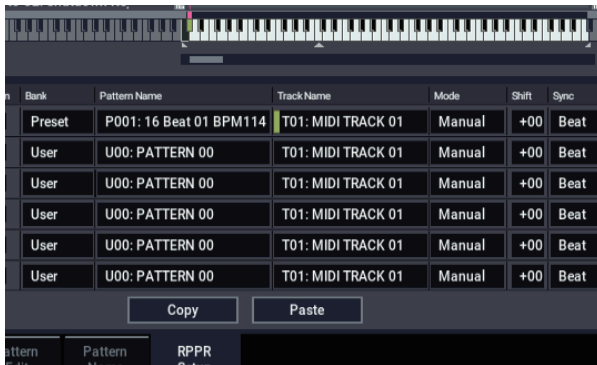 Bank Pattern Name Track Name Mode Shift Sync
Preset P001: 16 Beat 01 BPM114 T01: MIDI TRACK 01 Manual +00 Beat
User U00: PATTERN 00 T01: MIDI TRACK 01 Manual +00 Beat
User U00: PATTERN 00 T01: MIDI TRACK 01 Manual +00 Beat
User U00: PATTERN 00 T01: MIDI TRACK 01 Manual +00 Beat
User U00: PATTERN 00 T01: MIDI TRACK 01 Manual +00 Beat
User U00: PATTERN 00 T01: MIDI TRACK 01 Manual +00 Beat
Copy Paste
attern Pattern RPPR